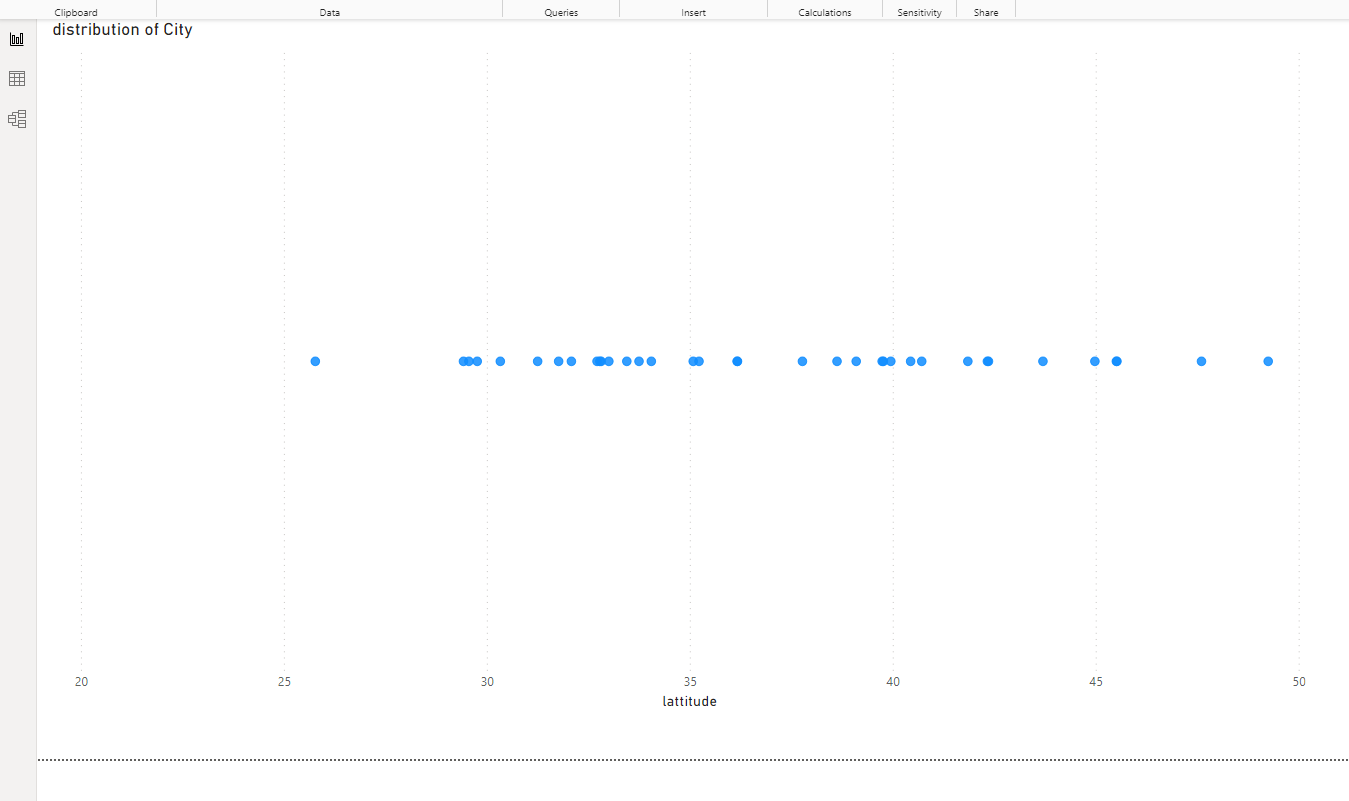 Clipboard Data Queries Insert Calculations Sensitivity Share
distribution of City
20 25 30 35 40 45 50
lattitude